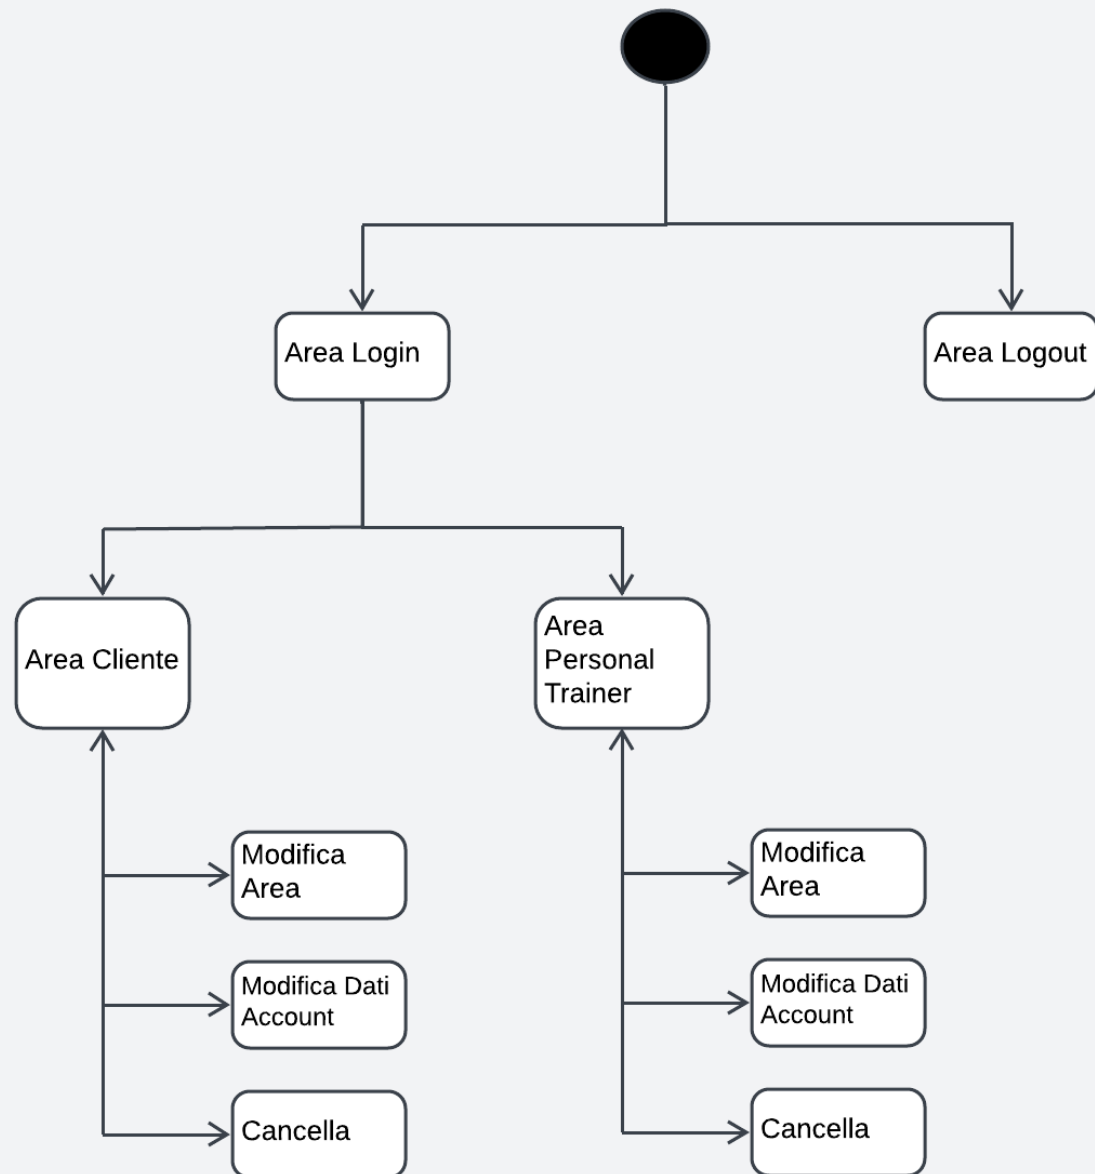 Area Login
Area Logout
Area Cliente
Area
Personal
Trainer
Modifica
Area
Modifica Dati
Account
Cancella
Modifica
Area
Modifica Dati
Account
Cancella